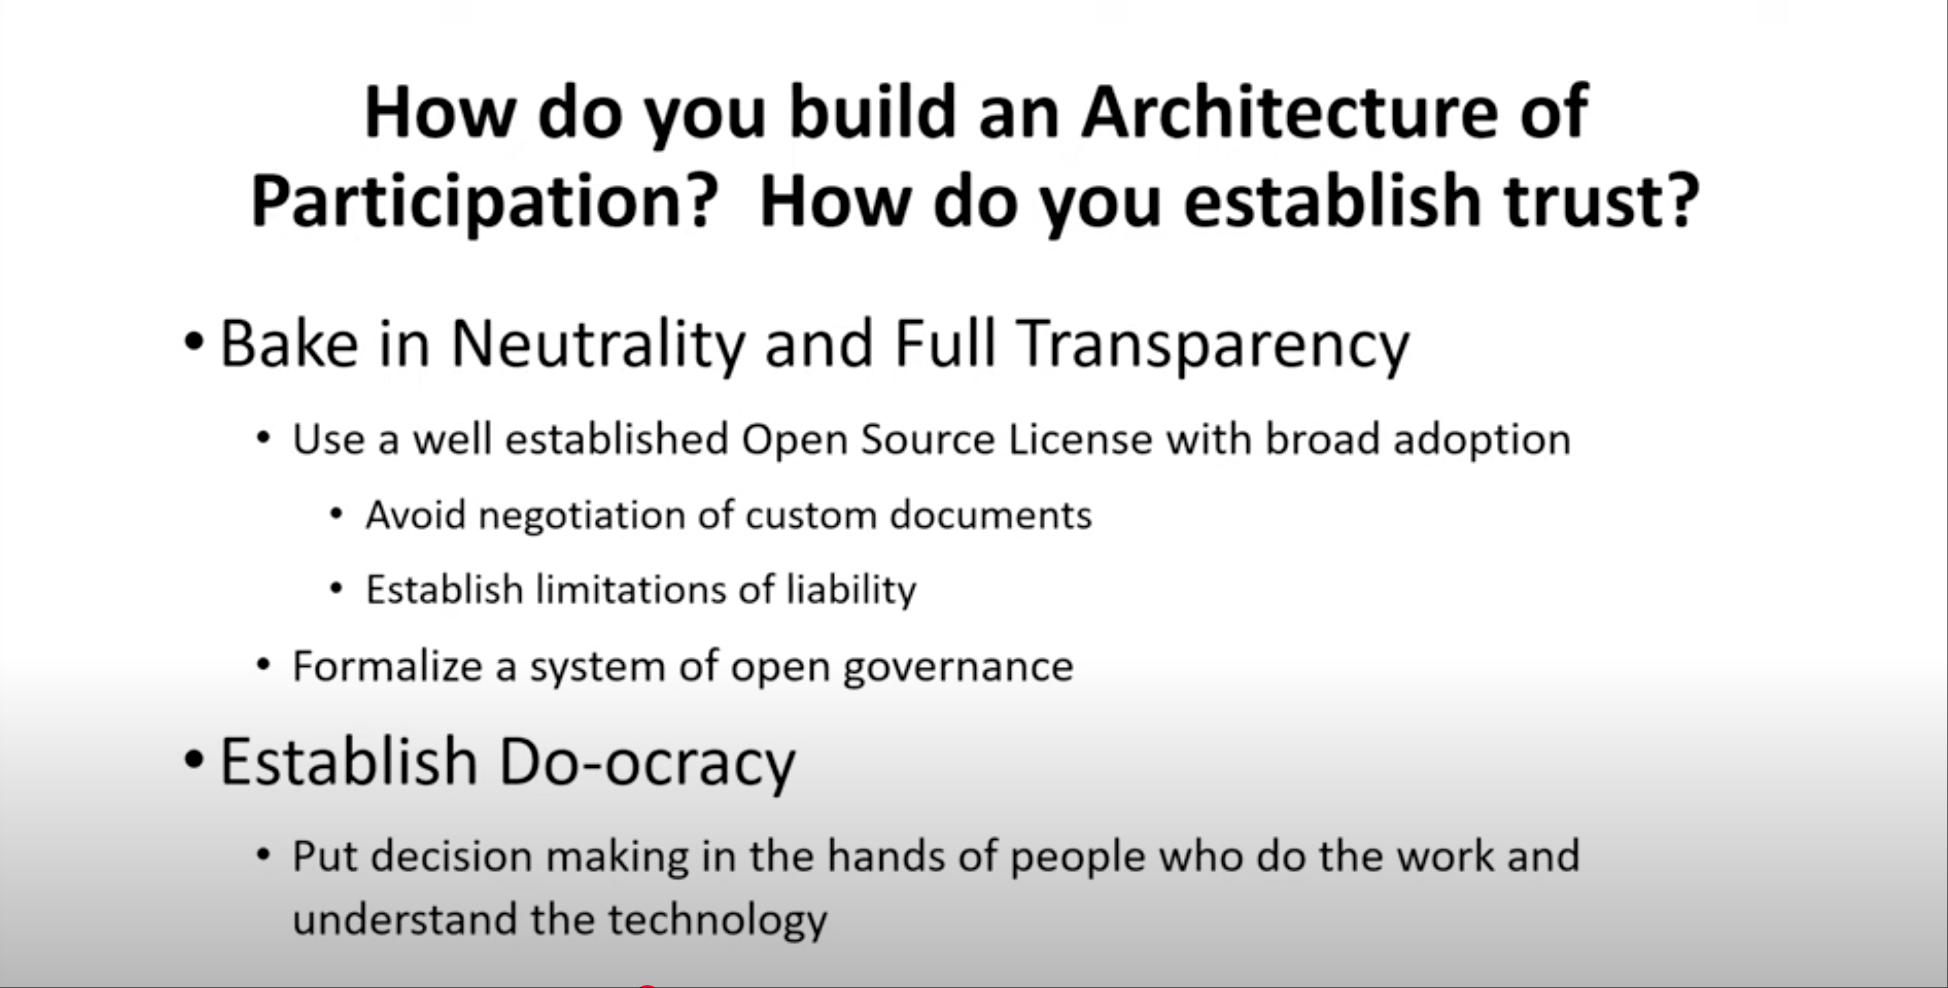 How do you build an Architecture of
Participation? How do you establish trust?
• Bake in Neutrality and Full Transparency
• Use a well established Open Source License with broad adoption
• Avoid negotiation of custom documents
• Establish limitations of liability
• Formalize a system of open governance
• Establish Do-ocracy
• Put decision making in the hands of people who do the work and
understand the technology